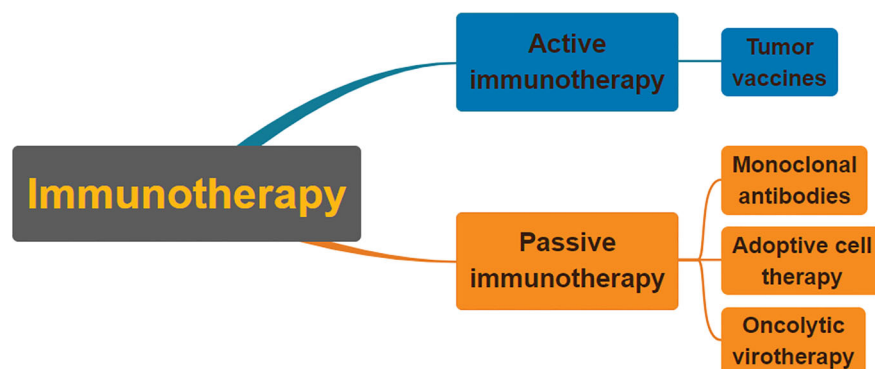 Immunotherapy
Active
immunotherapy
Tumor
vaccines
Passive
immunotherapy
Monoclonal
antibodies
Adoptive cell
therapy
Oncolytic
virotherapy